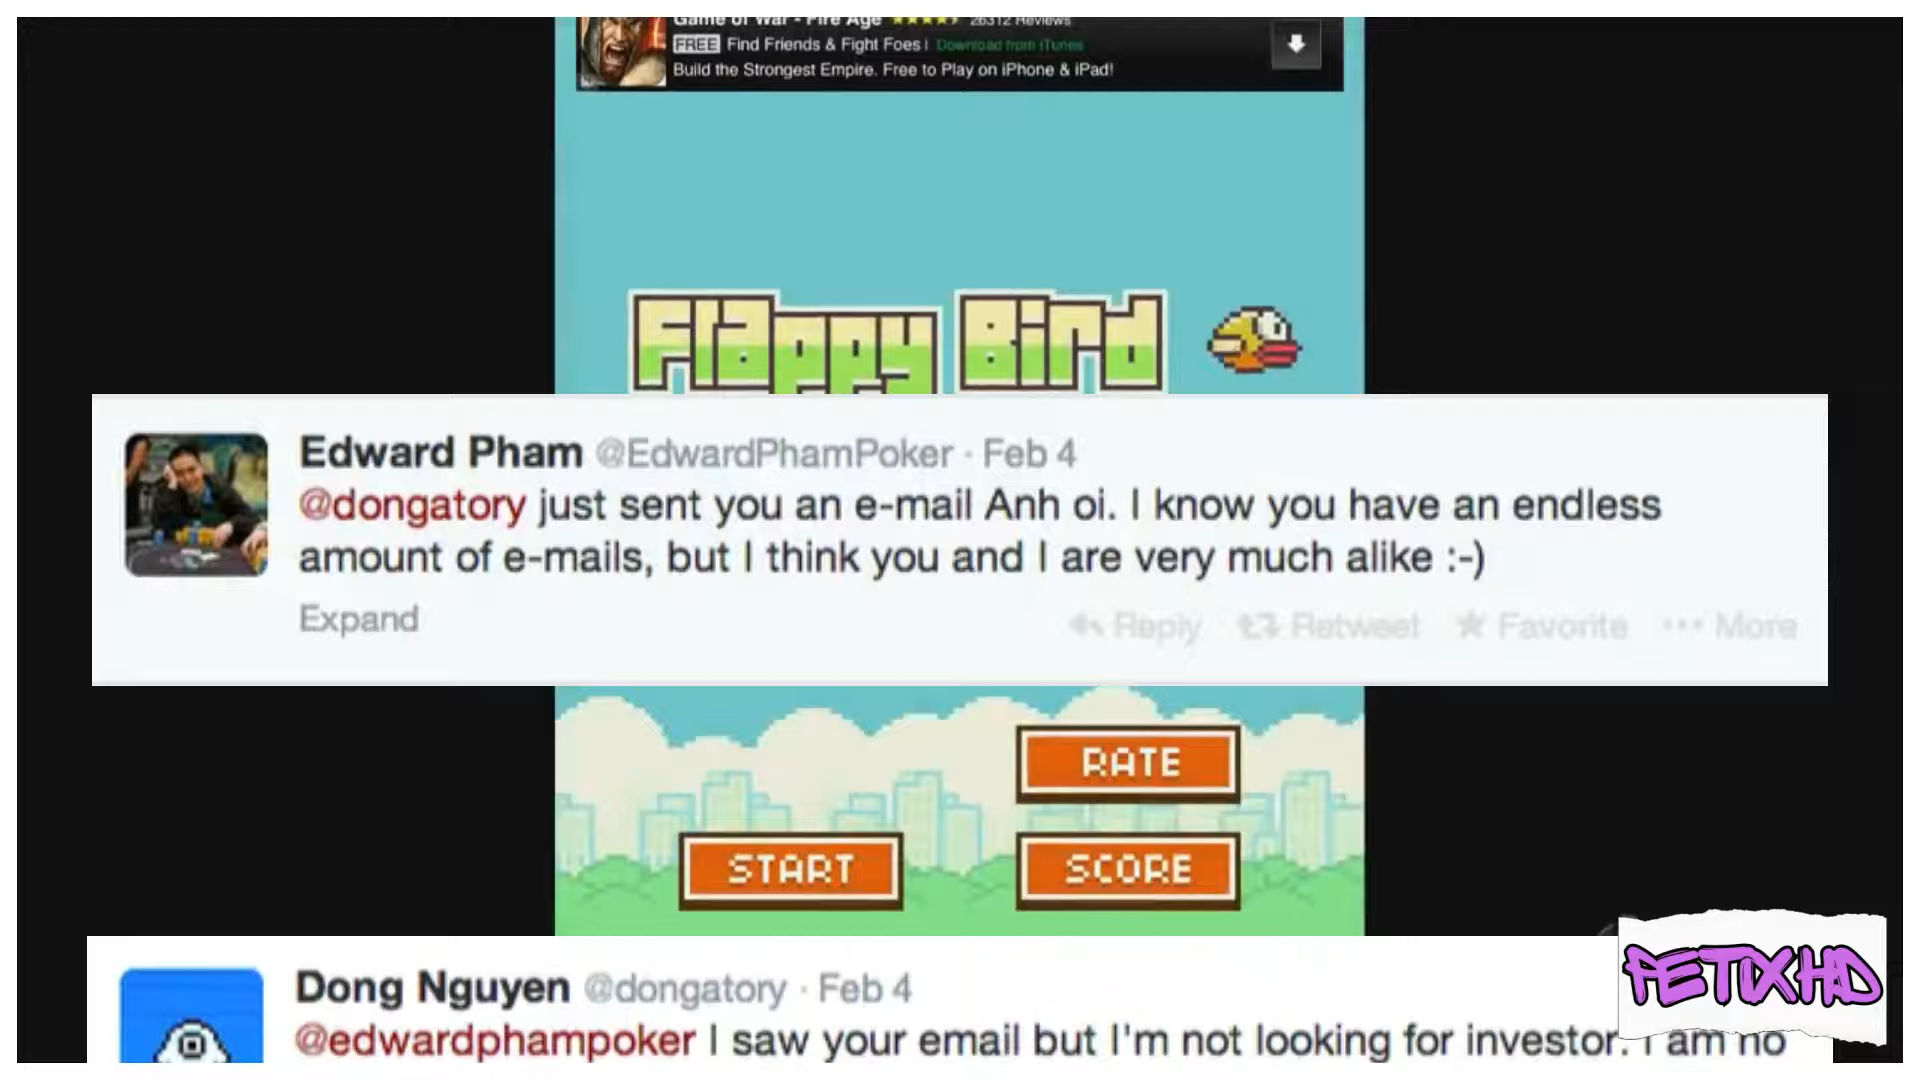 Game of War - Fire Age 26312 Reviews
FREE Find Friends & Fight Foes! Download from iTunes
Build the Strongest Empire. Free to Play on iPhone & iPad!
Flappy Bird
Edward Pham @EdwardPhamPoker · Feb 4
@dongatory just sent you an e-mail Anh oi. I know you have an endless
amount of e-mails, but I think you and I are very much alike :-)
Expand Reply Retweet Favorite More
RATE
START SCORE
Dong Nguyen @dongatory · Feb 4
@edwardphampoker I saw your email but I'm not looking for investor. I am no
PETIXHD